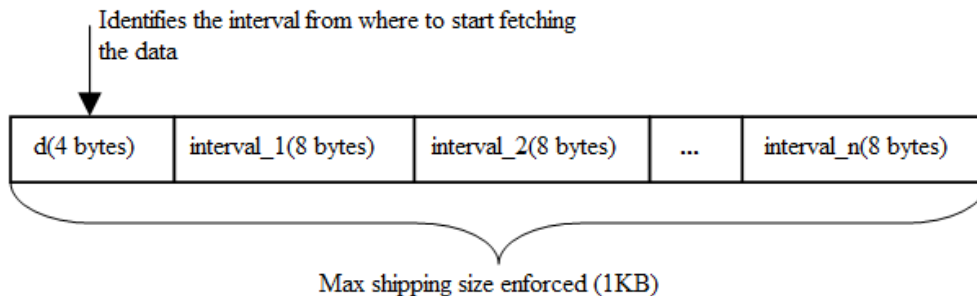 Identifies the interval from where to start fetching
the data
d(4 bytes) interval_1(8 bytes) interval_2(8 bytes) ... interval_n(8 bytes)
Max shipping size enforced (1KB)